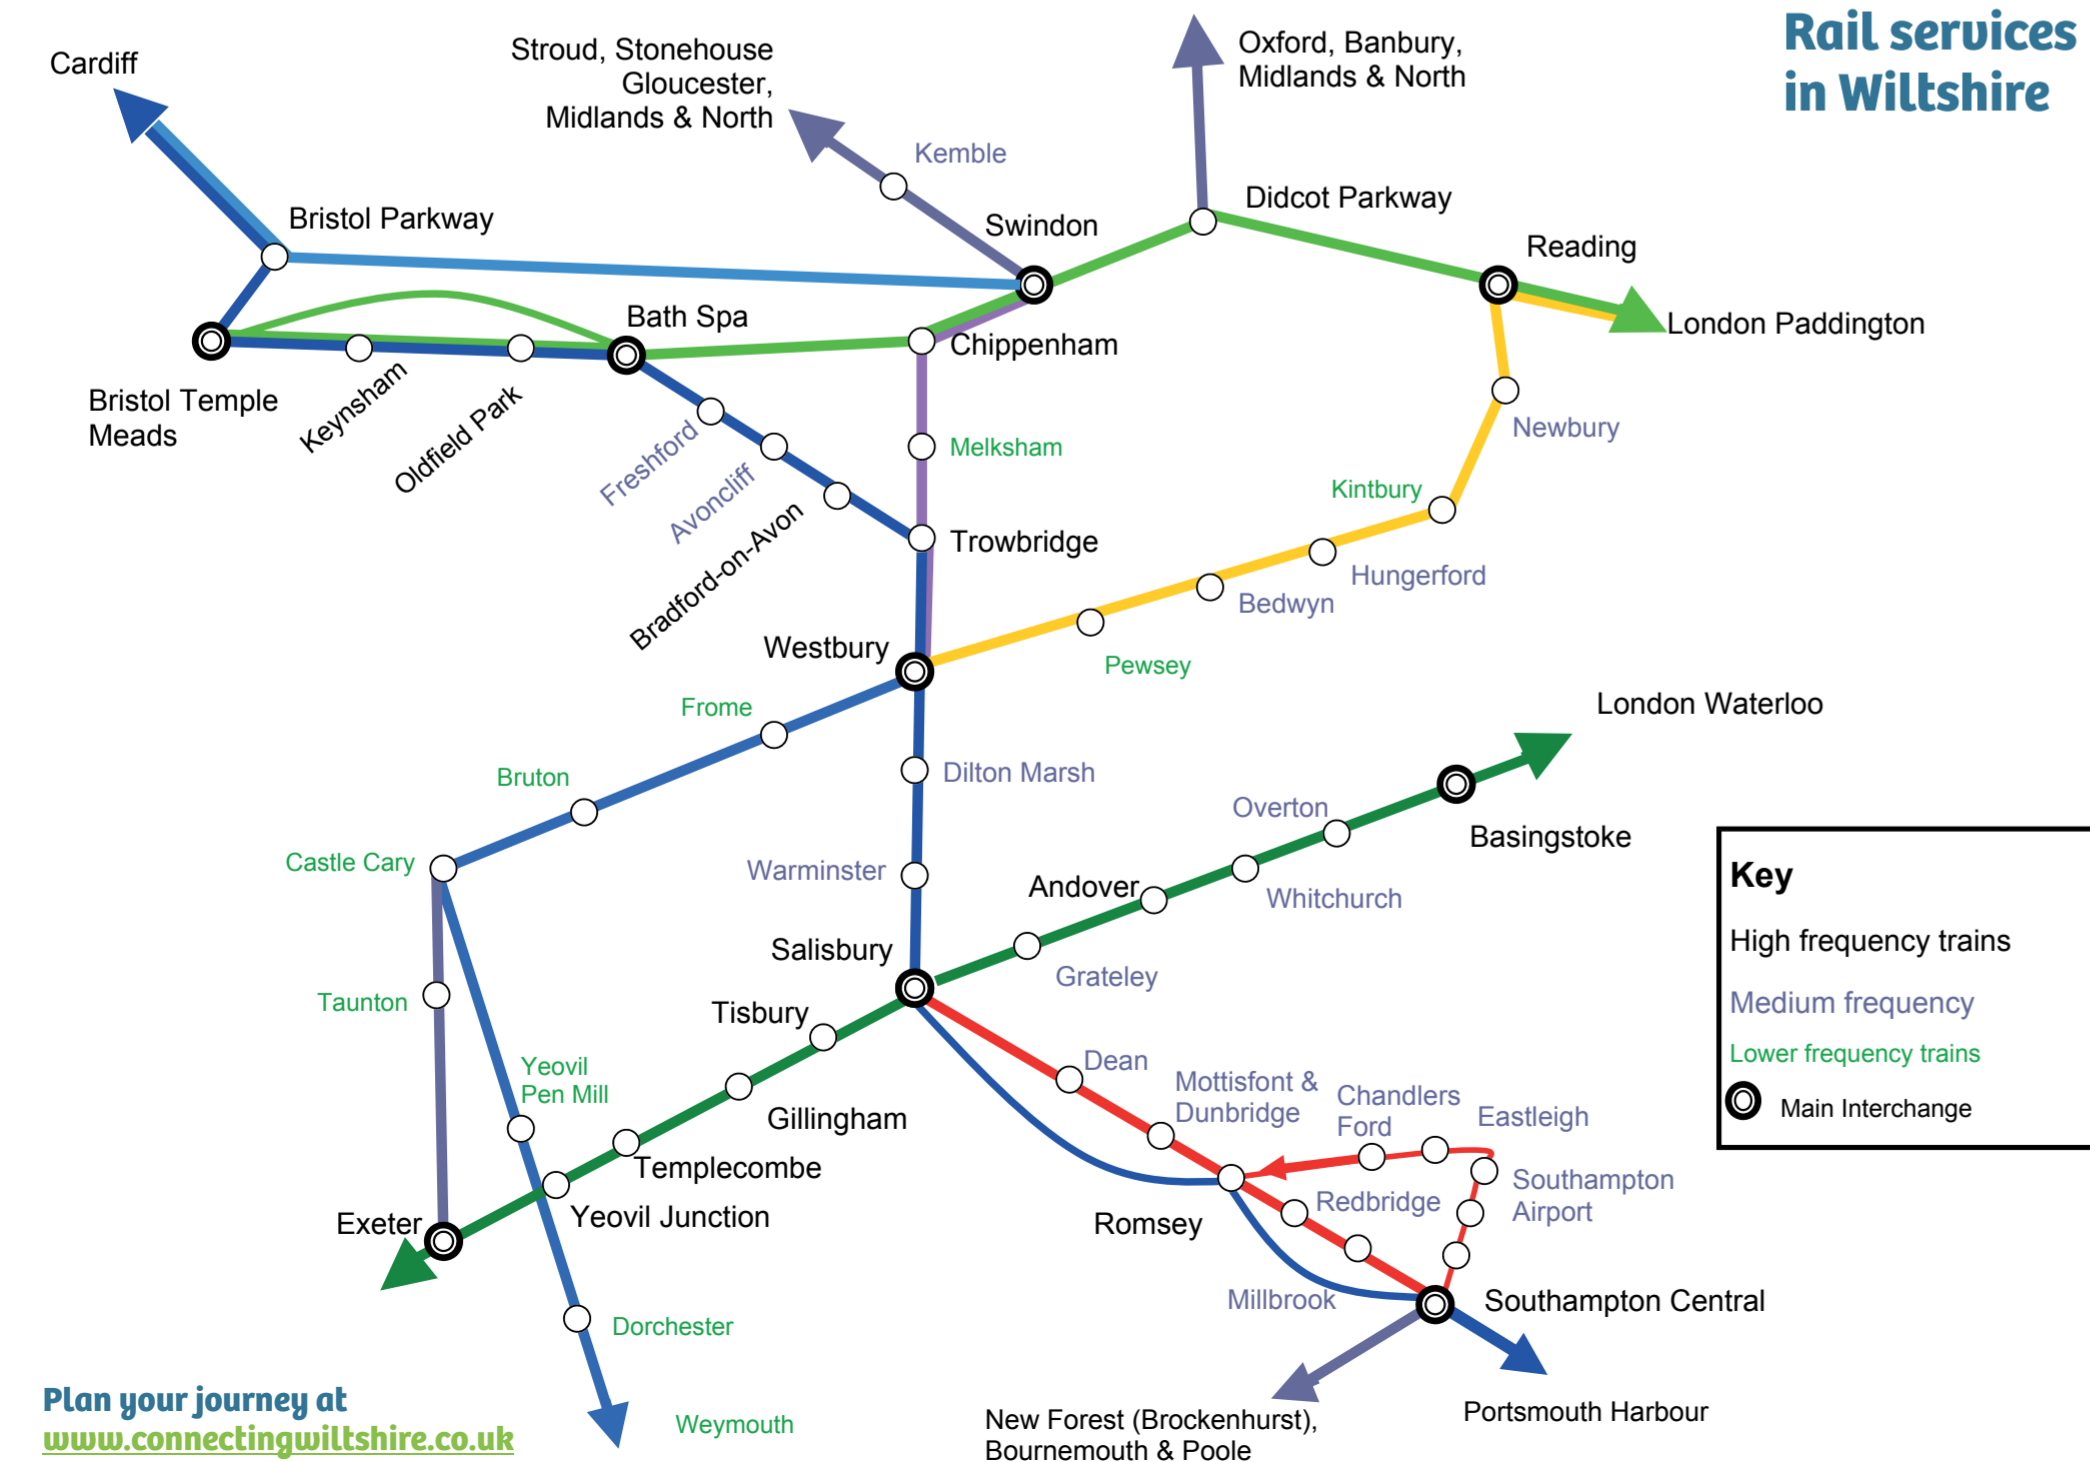 Rail services
in Wiltshire
Cardiff
Stroud, Stonehouse
Gloucester,
Midlands & North
Oxford, Banbury,
Midlands & North
Kemble
Bristol Parkway
Swindon
Didcot Parkway
Reading
Bath Spa
Chippenham
London Paddington
Bristol Temple
Meads
Keynsham
Oldfield Park
Freshford
Avoncliff
Bradford-on-Avon
Melksham
Newbury
Kintbury
Trowbridge
Hungerford
Bedwyn
Westbury
Pewsey
Frome
London Waterloo
Bruton
Dilton Marsh
Overton
Basingstoke
Castle Cary
Warminster
Andover
Whitchurch
Salisbury
Grateley
Taunton
Tisbury
Yeovil
Pen Mill
Dean
Mottisfont &
Dunbridge
Chandlers
Ford
Eastleigh
Gillingham
Templecombe
Southampton
Airport
Redbridge
Exeter
Yeovil Junction
Romsey
Millbrook
Southampton Central
Dorchester
Weymouth
New Forest (Brockenhurst),
Bournemouth & Poole
Portsmouth Harbour
Key
High frequency trains
Medium frequency
Lower frequency trains
Main Interchange
Plan your journey at
www.connectingwiltshire.co.uk